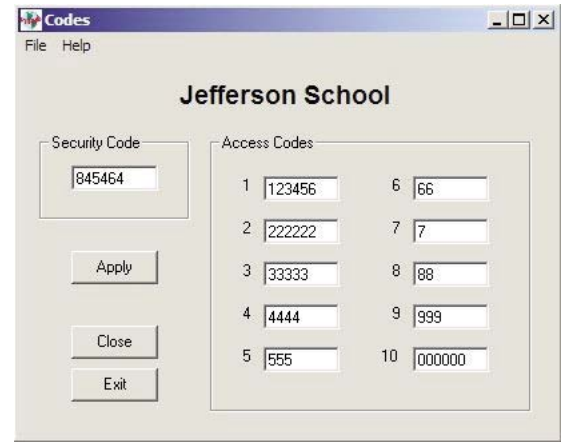 Codes
File Help
Jefferson School
Security Code
845464
Access Codes
1 123456 6 66
2 222222 7 7
3 33333 8 88
4 4444 9 999
5 555 10 000000
Apply
Close
Exit